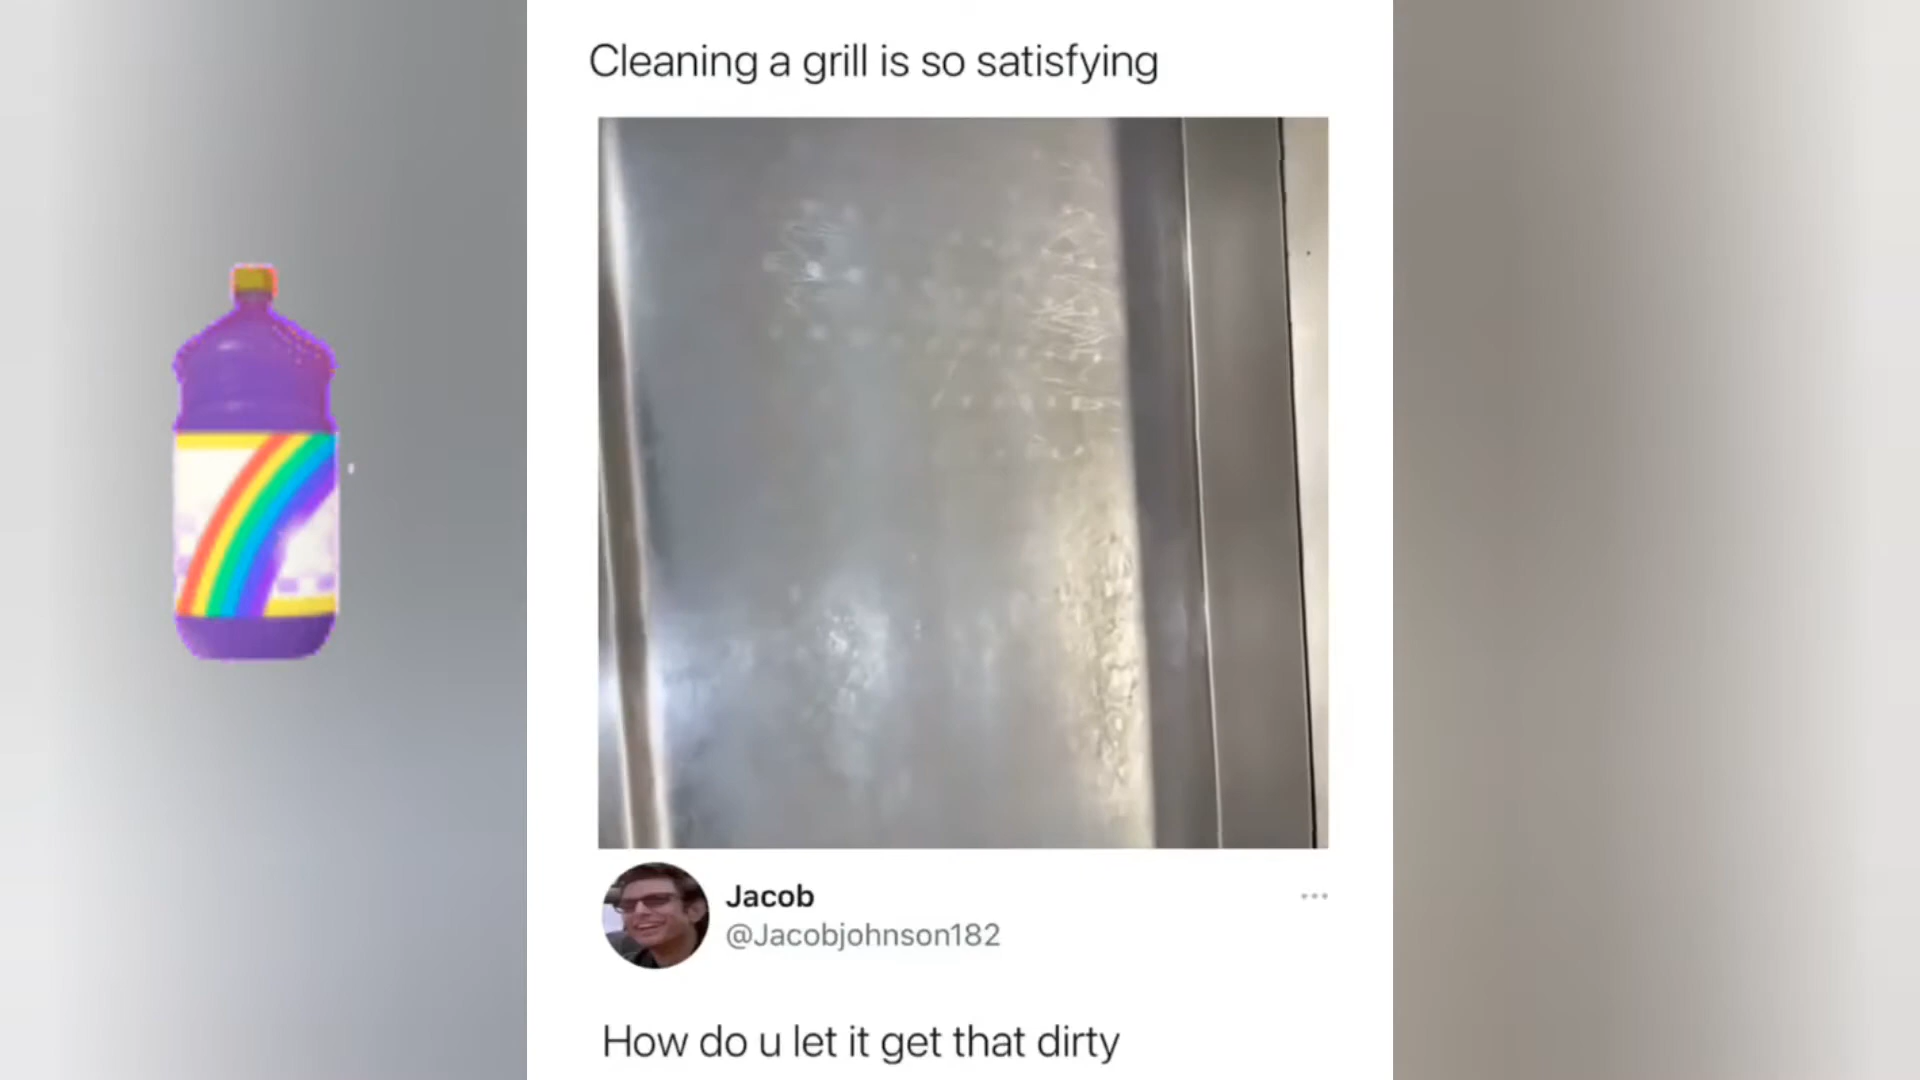 Cleaning a grill is so satisfying
Jacob
@Jacobjohnson182
How do u let it get that dirty